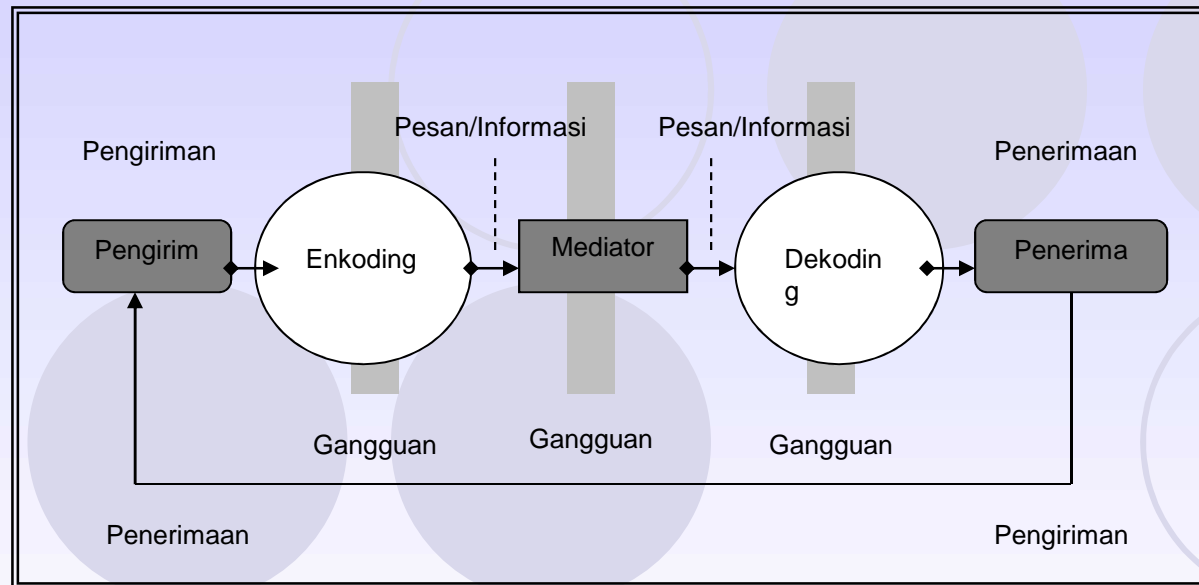 Pesan/Informasi
Pesan/Informasi
Pengiriman
Penerimaan
Pengirim
Enkoding
Mediator
Dekodin
g
Penerima
Gangguan
Gangguan
Gangguan
Penerimaan
Pengiriman